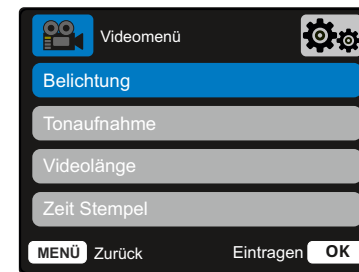 Videomenü
Belichtung
Tonaufnahme
Videolänge
Zeit Stempel
MENÜ Zurück Eintragen OK